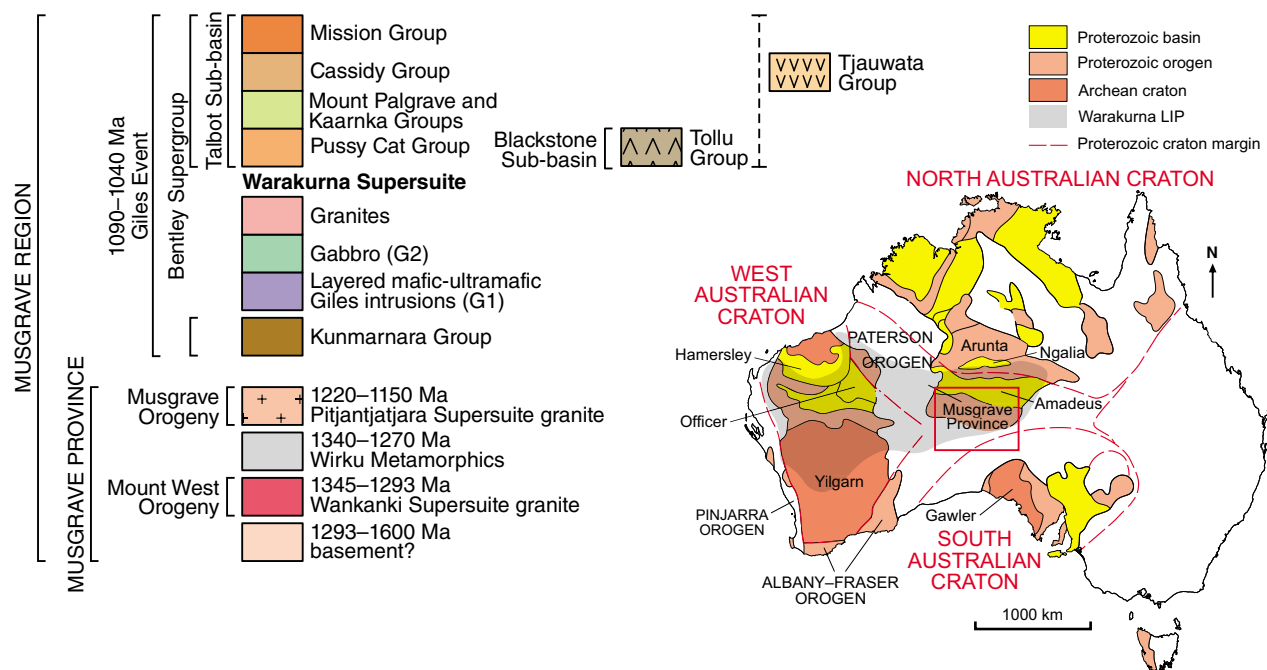 MUSGRAVE REGION
MUSGRAVE PROVINCE
1090–1040 Ma
Giles Event
Bentley Supergroup
Talbot Sub-basin
Mission Group
Cassidy Group
Mount Palgrave and
Kaarnka Groups
Pussy Cat Group
Warakurna Supersuite
Granites
Gabbro (G2)
Layered mafic-ultramafic
Giles intrusions (G1)
Kunmarnara Group
Musgrave
Orogeny
1220–1150 Ma
Pitjantjatjara Supersuite granite
1340–1270 Ma
Wirku Metamorphics
Mount West
Orogeny
1345–1293 Ma
Wankanki Supersuite granite
1293–1600 Ma
basement?
Blackstone
Sub-basin
Tollu
Group
Tjauwata
Group
Proterozoic basin
Proterozoic orogen
Archean craton
Warakurna LIP
Proterozoic craton margin
NORTH AUSTRALIAN CRATON
N
WEST
AUSTRALIAN
CRATON
PATERSON
OROGEN
Arunta
Ngalia
Hamersley
Officer
Amadeus
Musgrave
Province
Yilgarn
PINJARRA
OROGEN
Gawler
SOUTH
AUSTRALIAN
CRATON
ALBANY–FRASER
OROGEN
1000 km